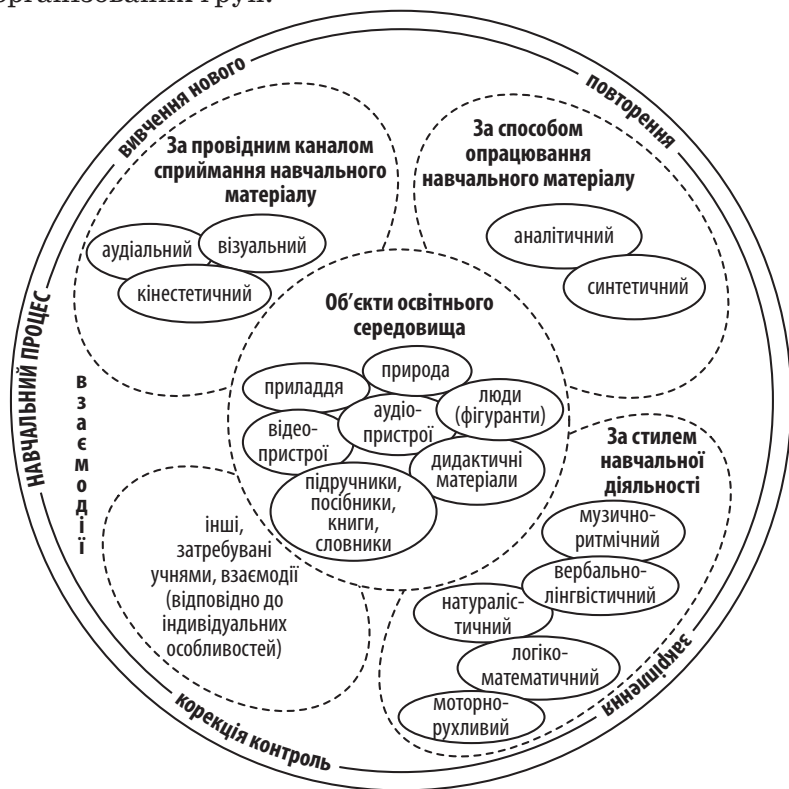 організованих груп.
вивчення нового
повторення
НАВЧАЛЬНИЙ ПРОЦЕС
За провідним каналом
сприймання навчального
матеріалу
аудіальний
візуальний
кінестетичний
За способом
опрацювання
навчального матеріалу
аналітичний
синтетичний
Об’єкти освітнього
середовища
приладдя
природа
люди
(фігуранти)
відео-
пристрої
аудіо-
пристрої
дидактичні
матеріали
підручники,
посібники,
книги,
словники
взаємодії
інші,
затребувані
учнями, взаємодії
(відповідно до
індивідуальних
особливостей)
За стилем
навчальної
діяльності
музично-
ритмічний
вербально-
лінгвістичний
натураліс-
тичний
логіко-
математичний
моторно-
рухливий
корекція контроль
закріплення